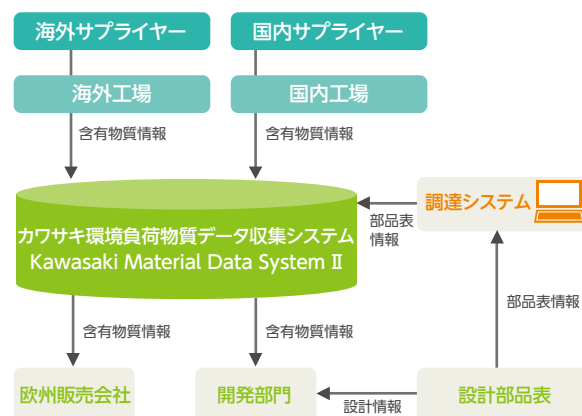 海外サプライヤー
国内サプライヤー
海外工場
国内工場
含有物質情報
含有物質情報
カワサキ環境負荷物質データ収集システム
Kawasaki Material Data System Ⅱ
部品表
情報
調達システム
部品表情報
含有物質情報
含有物質情報
欧州販売会社
開発部門
設計情報
設計部品表